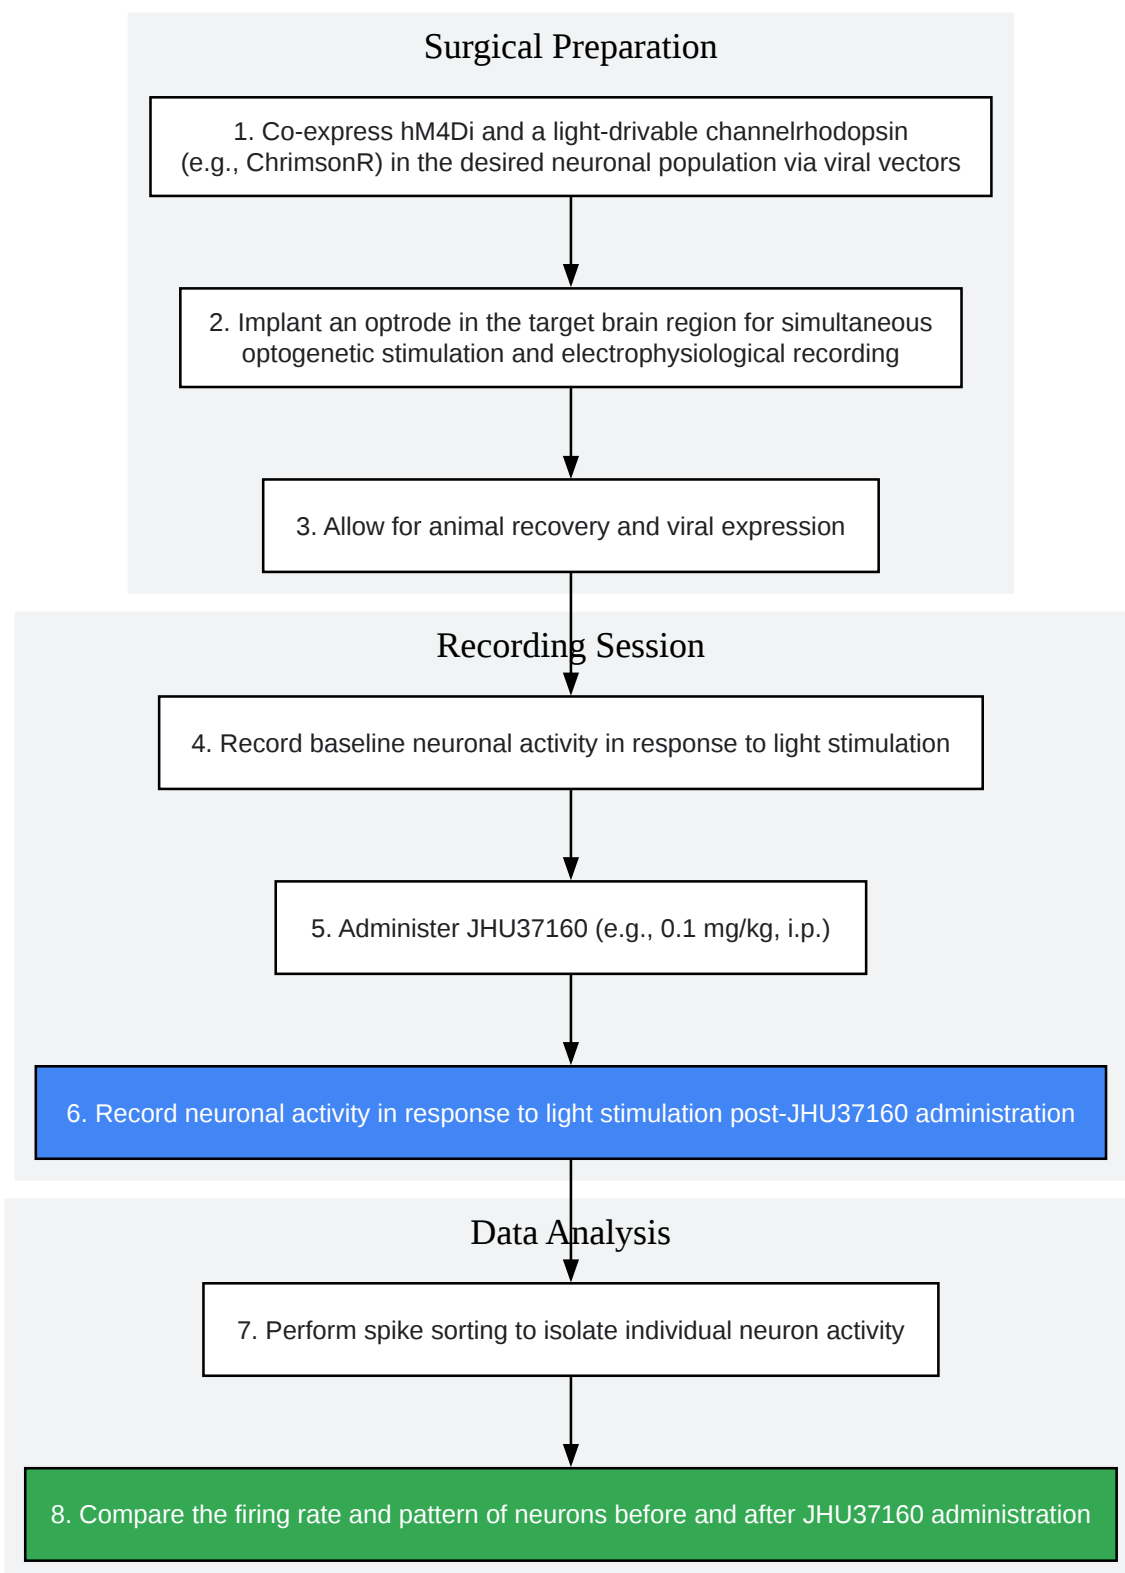 Surgical Preparation
1. Co-express hM4Di and a light-drivable channelrhodopsin
(e.g., ChrimsonR) in the desired neuronal population via viral vectors
2. Implant an optrode in the target brain region for simultaneous
optogenetic stimulation and electrophysiological recording
3. Allow for animal recovery and viral expression
Recording Session
4. Record baseline neuronal activity in response to light stimulation
5. Administer JHU37160 (e.g., 0.1 mg/kg, i.p.)
6. Record neuronal activity in response to light stimulation post-JHU37160 administration
Data Analysis
7. Perform spike sorting to isolate individual neuron activity
8. Compare the firing rate and pattern of neurons before and after JHU37160 administration